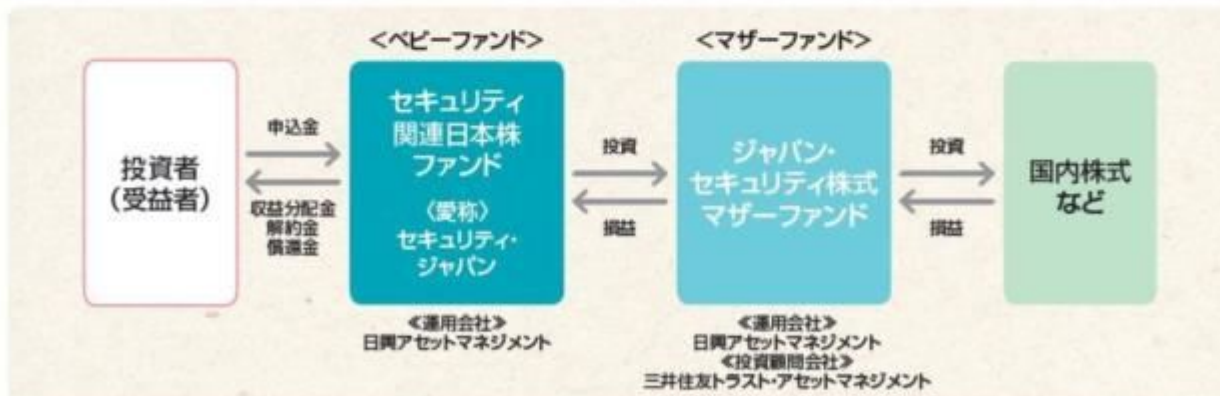 <ベビーファンド>
<マザーファンド>
投資者
(受益者)
申込金
収益分配金
解約金
償還金
セキュリティ
関連日本株
ファンド
〈愛称〉
セキュリティ・
ジャパン
投資
損益
ジャパン・
セキュリティ株式
マザーファンド
投資
損益
国内株式
など
≪運用会社≫
日興アセットマネジメント
≪運用会社≫
日興アセットマネジメント
≪投資顧問会社≫
三井住友トラスト・アセットマネジメント